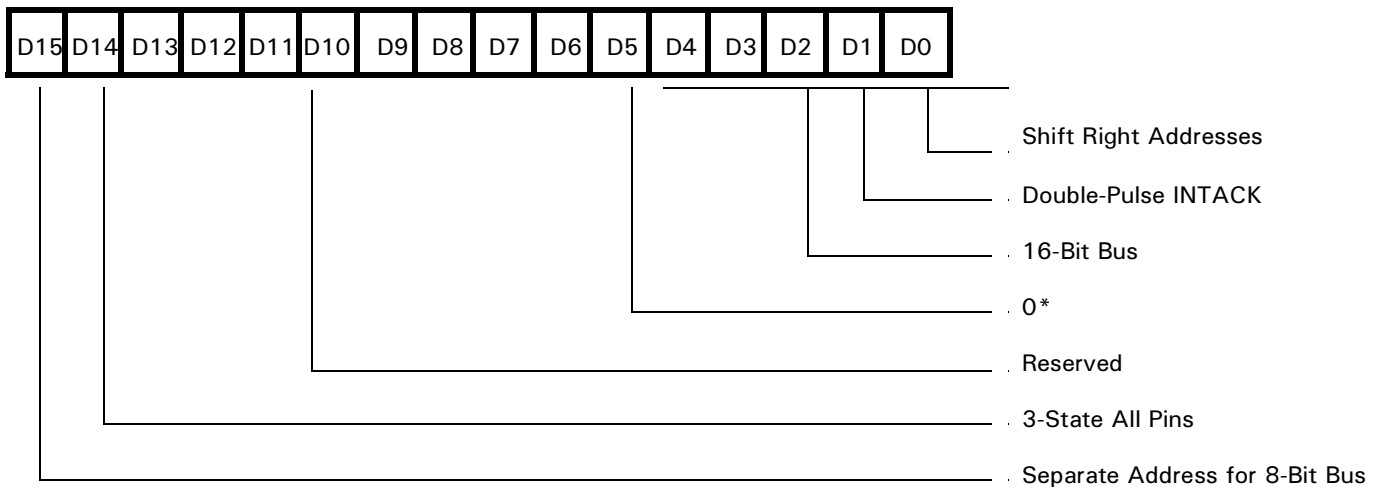 D15 D14 D13 D12 D11 D10 D9 D8 D7 D6 D5 D4 D3 D2 D1 D0
Shift Right Addresses
Double-Pulse INTACK
16-Bit Bus
0*
Reserved
3-State All Pins
Separate Address for 8-Bit Bus